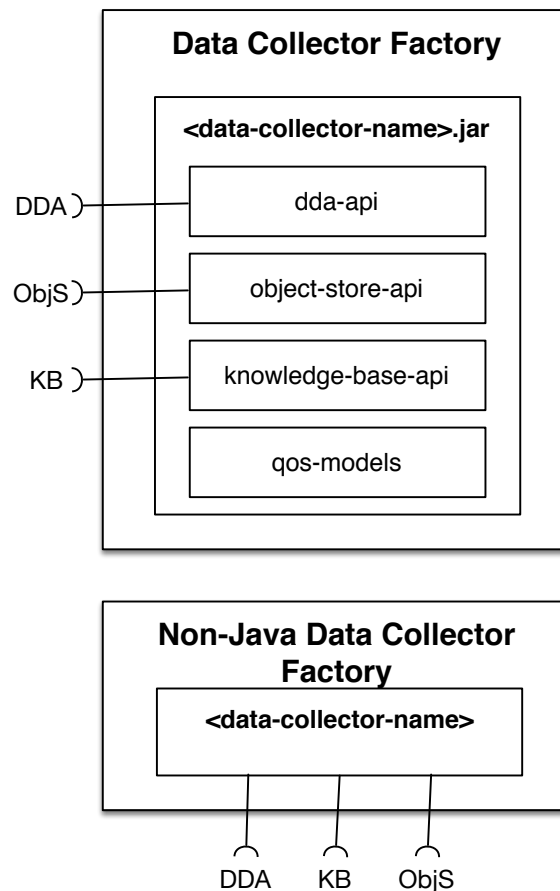 Data Collector Factory
<data-collector-name>.jar
DDA
dda-api
ObjS
object-store-api
KB
knowledge-base-api
qos-models
Non-Java Data Collector
Factory
<data-collector-name>
DDA
KB
ObjS